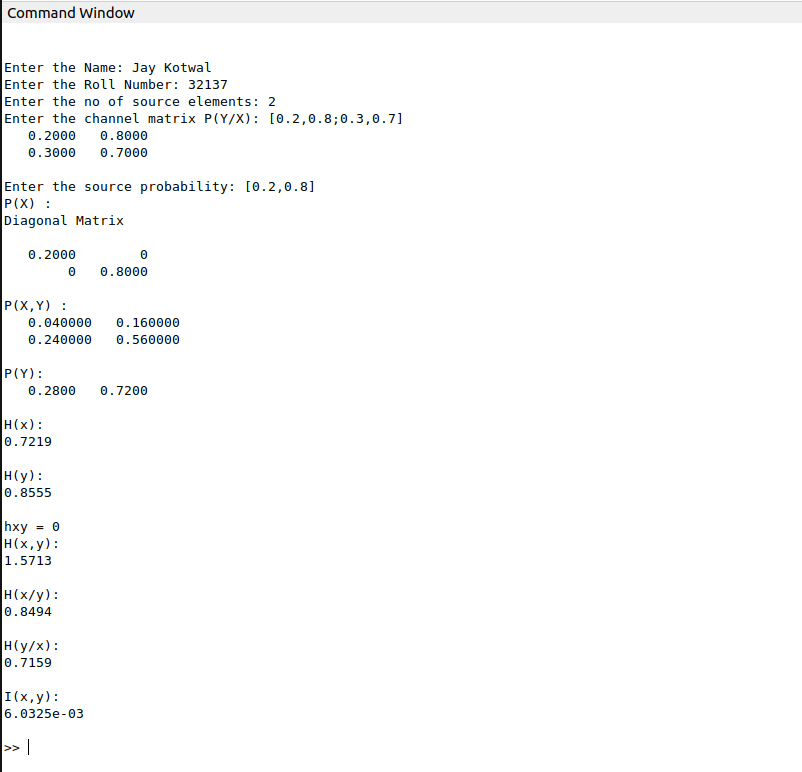 Command Window
Enter the Name: Jay Kotwal
Enter the Roll Number: 32137
Enter the no of source elements: 2
Enter the channel matrix P(Y/X): [0.2,0.8;0.3,0.7]
0.2000 0.8000
0.3000 0.7000
Enter the source probability: [0.2,0.8]
P(X) :
Diagonal Matrix
0.2000 0
0 0.8000
P(X,Y) :
0.040000 0.160000
0.240000 0.560000
P(Y):
0.2800 0.7200
H(x):
0.7219
H(y):
0.8555
hxy = 0
H(x,y):
1.5713
H(x/y):
0.8494
H(y/x):
0.7159
I(x,y):
6.0325e-03
>>